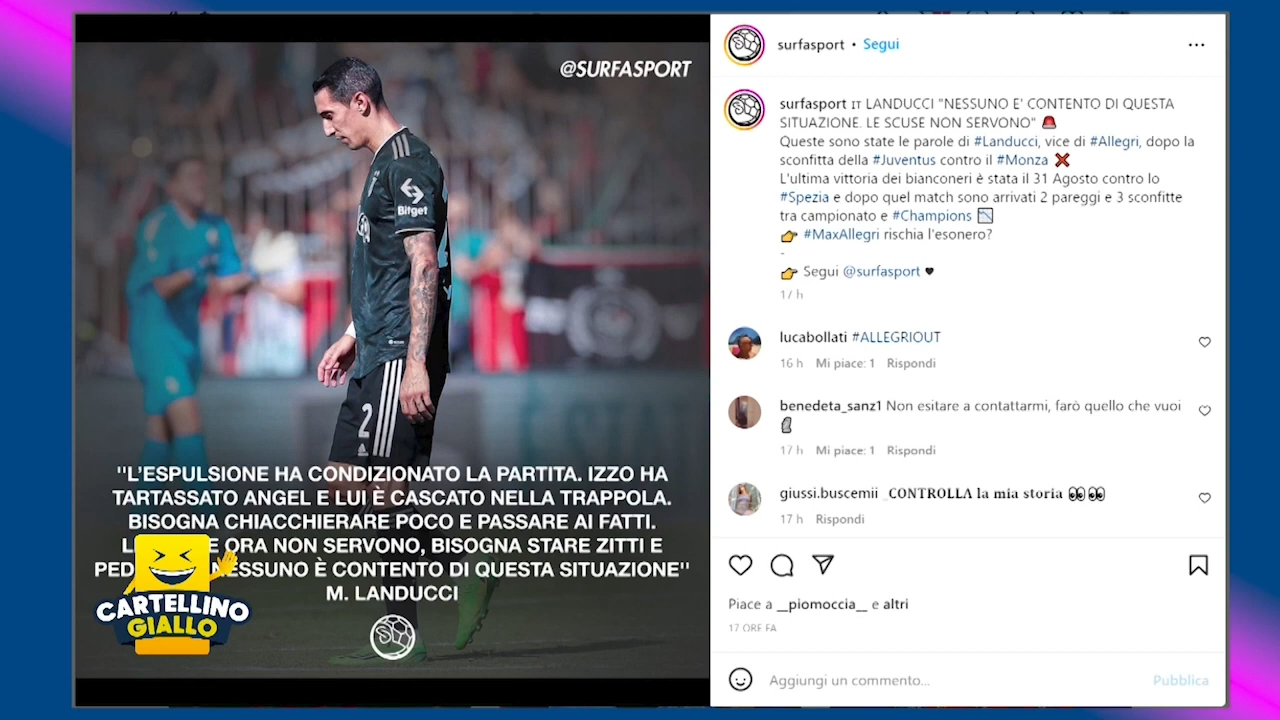 @SURFASPORT
Bitget
2
"L'ESPULSIONE HA CONDIZIONATO LA PARTITA. IZZO HA
TARTASSATO ANGEL E LUI È CASCATO NELLA TRAPPOLA.
BISOGNA CHIACCHIERARE POCO E PASSARE AI FATTI.
ORA NON SERVONO, BISOGNA STARE ZITTI E
NESSUNO È CONTENTO DI QUESTA SITUAZIONE"
M. LANDUCCI
CARTELLINO
GIALLO
surfasport • Segui
surfasport IT LANDUCCI "NESSUNO E' CONTENTO DI QUESTA
SITUAZIONE. LE SCUSE NON SERVONO" 🚨
Queste sono state le parole di #Landucci, vice di #Allegri, dopo la
sconfitta della #Juventus contro il #Monza ❌
L'ultima vittoria dei bianconeri è stata il 31 Agosto contro lo
#Spezia e dopo quel match sono arrivati 2 pareggi e 3 sconfitte
tra campionato e #Champions 📉
👉 #MaxAllegri rischia l'esonero?
-
👉 Segui @surfasport ♥
17 h
lucabollati #ALLEGRIOUT
16 h Mi piace: 1 Rispondi
benedeta_sanz1 Non esitare a contattarmi, farò quello che vuoi
17 h Mi piace: 1 Rispondi
giussi.buscemii _CONTROLLA la mia storia 👀👀
17 h Rispondi
Piace a __piomoccia__ e altri
17 ORE FA
Aggiungi un commento... Pubblica